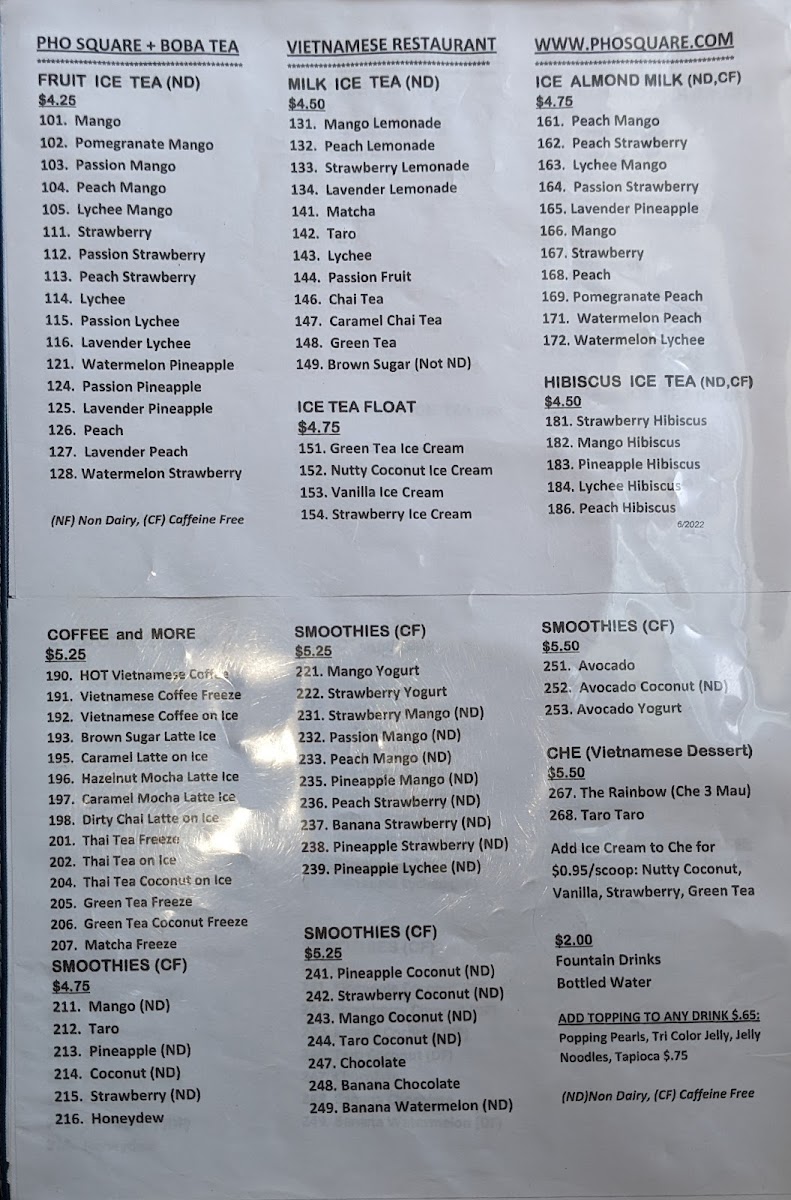 PHO SQUARE + BOBA TEA
VIETNAMESE RESTAURANT
WWW.PHOSQUARE.COM
FRUIT ICE TEA (ND)
$4.25
101. Mango
102. Pomegranate Mango
103. Passion Mango
104. Peach Mango
105. Lychee Mango
111. Strawberry
112. Passion Strawberry
113. Peach Strawberry
114. Lychee
115. Passion Lychee
116. Lavender Lychee
121. Watermelon Pineapple
124. Passion Pineapple
125. Lavender Pineapple
126. Peach
127. Lavender Peach
128. Watermelon Strawberry
(NF) Non Dairy, (CF) Caffeine Free
MILK ICE TEA (ND)
$4.50
131. Mango Lemonade
132. Peach Lemonade
133. Strawberry Lemonade
134. Lavender Lemonade
141. Matcha
142. Taro
143. Lychee
144. Passion Fruit
146. Chai Tea
147. Caramel Chai Tea
148. Green Tea
149. Brown Sugar (Not ND)
ICE TEA FLOAT
$4.75
151. Green Tea Ice Cream
152. Nutty Coconut Ice Cream
153. Vanilla Ice Cream
154. Strawberry Ice Cream
ICE ALMOND MILK (ND,CF)
$4.75
161. Peach Mango
162. Peach Strawberry
163. Lychee Mango
164. Passion Strawberry
165. Lavender Pineapple
166. Mango
167. Strawberry
168. Peach
169. Pomegranate Peach
171. Watermelon Peach
172. Watermelon Lychee
HIBISCUS ICE TEA (ND,CF)
$4.50
181. Strawberry Hibiscus
182. Mango Hibiscus
183. Pineapple Hibiscus
184. Lychee Hibiscus
186. Peach Hibiscus
6/2022
COFFEE and MORE
$5.25
190. HOT Vietnamese Coffee
191. Vietnamese Coffee Freeze
192. Vietnamese Coffee on Ice
193. Brown Sugar Latte Ice
195. Caramel Latte on Ice
196. Hazelnut Mocha Latte Ice
197. Caramel Mocha Latte Ice
198. Dirty Chai Latte on Ice
201. Thai Tea Freeze
202. Thai Tea on Ice
204. Thai Tea Coconut on Ice
205. Green Tea Freeze
206. Green Tea Coconut Freeze
207. Matcha Freeze
SMOOTHIES (CF)
$4.75
211. Mango (ND)
212. Taro
213. Pineapple (ND)
214. Coconut (ND)
215. Strawberry (ND)
216. Honeydew
SMOOTHIES (CF)
$5.25
221. Mango Yogurt
222. Strawberry Yogurt
231. Strawberry Mango (ND)
232. Passion Mango (ND)
233. Peach Mango (ND)
235. Pineapple Mango (ND)
236. Peach Strawberry (ND)
237. Banana Strawberry (ND)
238. Pineapple Strawberry (ND)
239. Pineapple Lychee (ND)
SMOOTHIES (CF)
$5.25
241. Pineapple Coconut (ND)
242. Strawberry Coconut (ND)
243. Mango Coconut (ND)
244. Taro Coconut (ND)
247. Chocolate
248. Banana Chocolate
249. Banana Watermelon (ND)
SMOOTHIES (CF)
$5.50
251. Avocado
252. Avocado Coconut (ND)
253. Avocado Yogurt
CHE (Vietnamese Dessert)
$5.50
267. The Rainbow (Che 3 Mau)
268. Taro Taro
Add Ice Cream to Che for
$0.95/scoop: Nutty Coconut,
Vanilla, Strawberry, Green Tea
$2.00
Fountain Drinks
Bottled Water
ADD TOPPING TO ANY DRINK $.65:
Popping Pearls, Tri Color Jelly, Jelly
Noodles, Tapioca $.75
(ND)Non Dairy, (CF) Caffeine Free